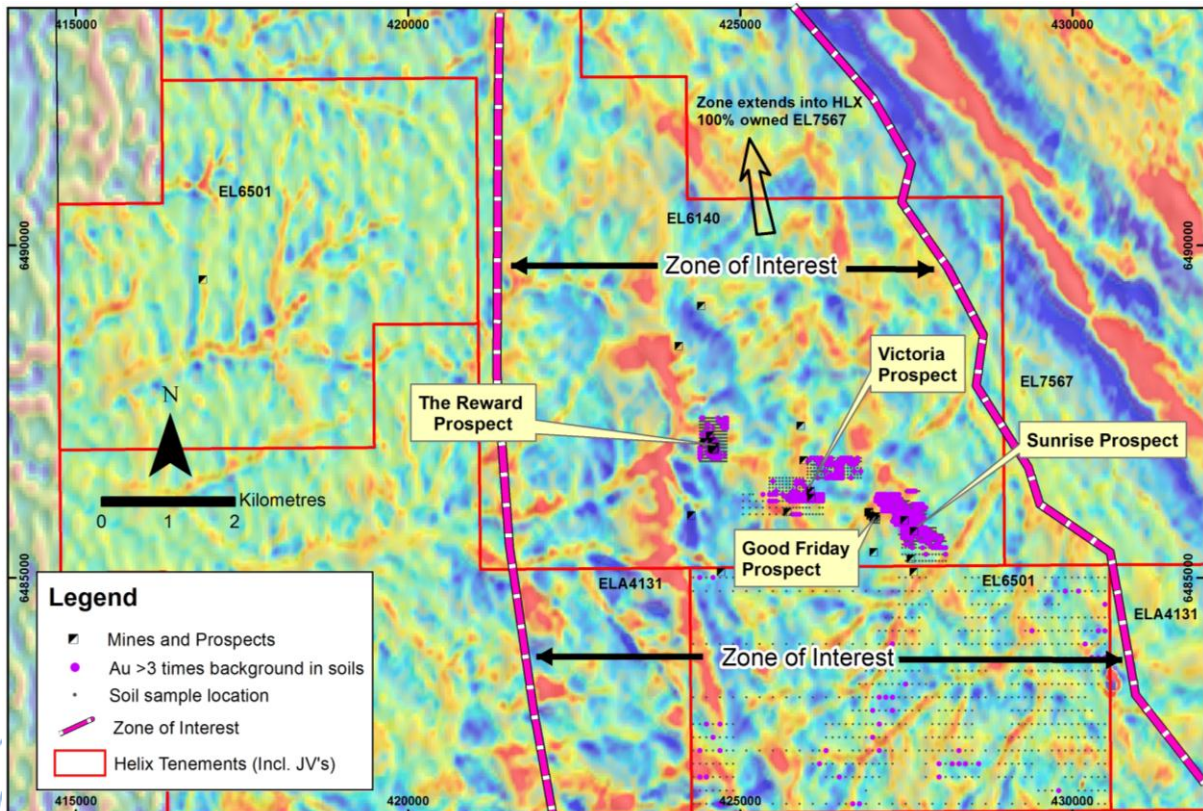 415000
420000
425000
430000
Zone extends into HLX
100% owned EL7567
EL6501
EL6140
6490000
6490000
Zone of Interest
Victoria
Prospect
EL7567
The Reward
Prospect
Sunrise Prospect
N
Kilometres
0 1 2
Good Friday
Prospect
6485000
ELA4131
EL6501
6485000
ELA4131
Zone of Interest
Legend
Mines and Prospects
Au >3 times background in soils
Soil sample location
Zone of Interest
Helix Tenements (Incl. JV's)
415000
420000
425000
430000